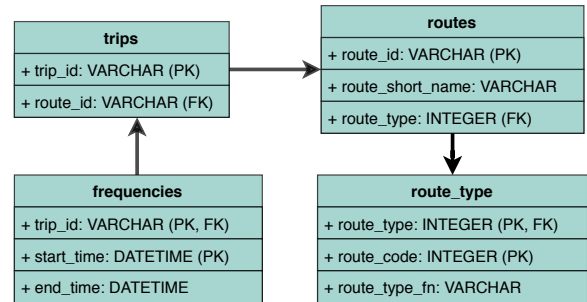 trips
+ trip_id: VARCHAR (PK)
+ route_id: VARCHAR (FK)
routes
+ route_id: VARCHAR (PK)
+ route_short_name: VARCHAR
+ route_type: INTEGER (FK)
frequencies
+ trip_id: VARCHAR (PK, FK)
+ start_time: DATETIME (PK)
+ end_time: DATETIME
route_type
+ route_type: INTEGER (PK, FK)
+ route_code: INTEGER (PK)
+ route_type_fn: VARCHAR